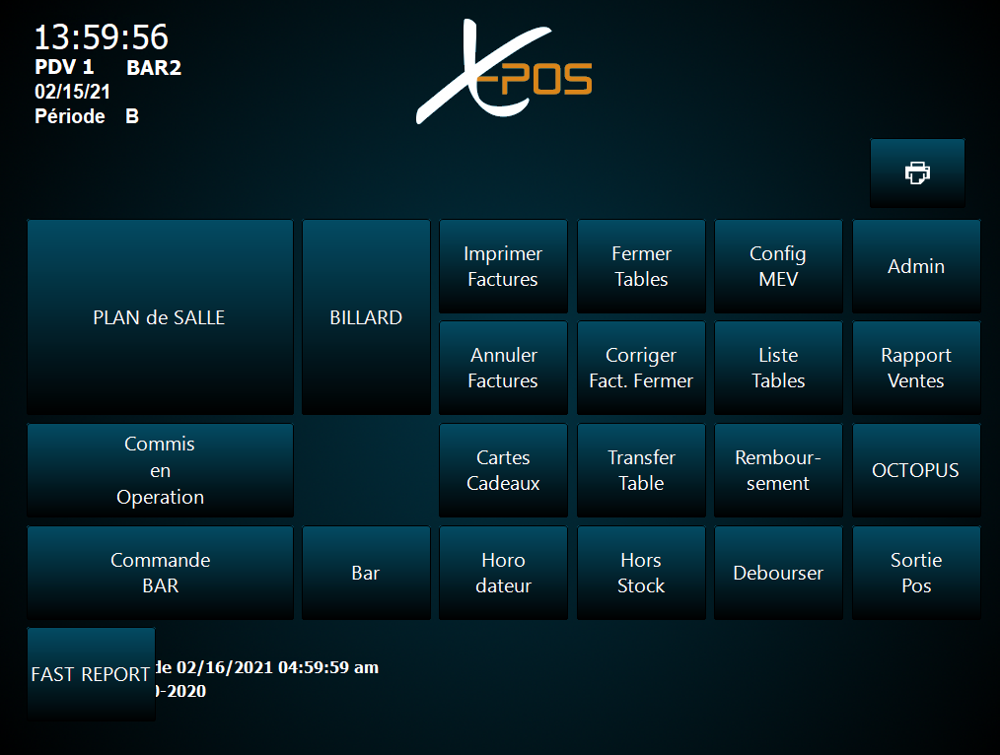 13:59:56
PDV 1 BAR2
02/15/21
Période B
X-POS
PLAN de SALLE
BILLARD
Imprimer
Factures
Fermer
Tables
Config
MEV
Admin
Annuler
Factures
Corriger
Fact. Fermer
Liste
Tables
Rapport
Ventes
Commis
en
Operation
Cartes
Cadeaux
Transfer
Table
Rembour-
sement
OCTOPUS
Commande
BAR
Bar
Horo
dateur
Hors
Stock
Debourser
Sortie
Pos
FAST REPORT
de 02/16/2021 04:59:59 am
-2020